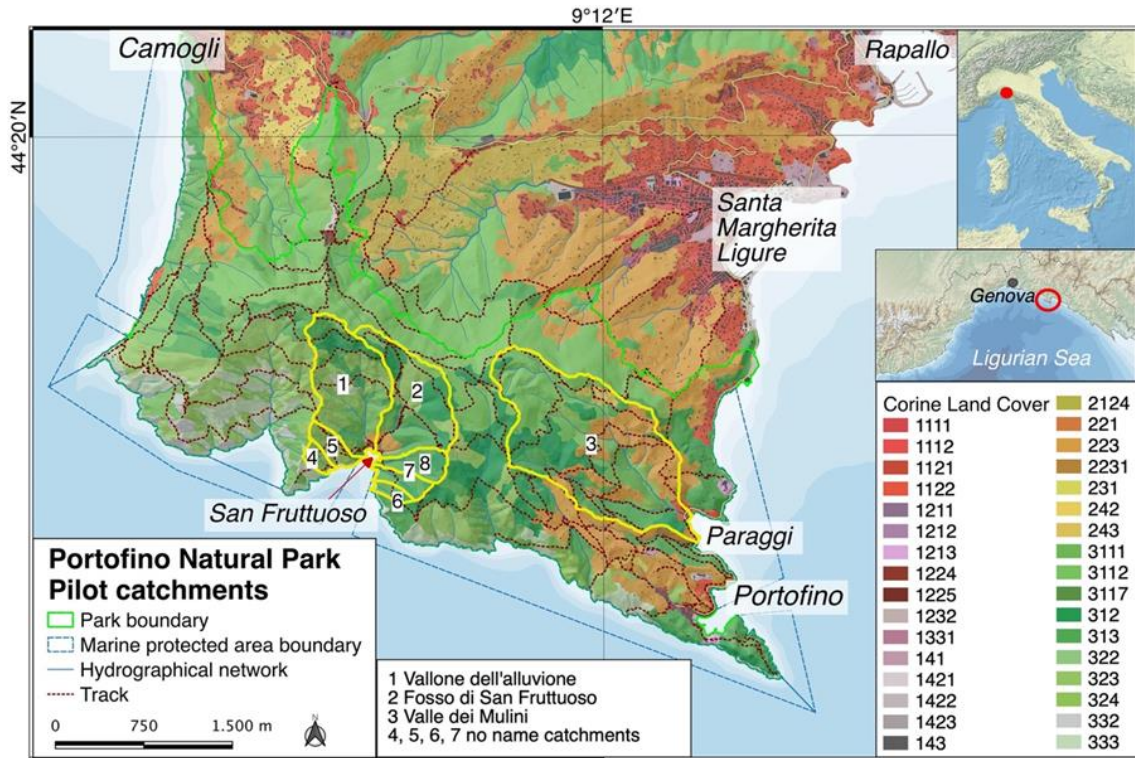 9°12'E
44°20'N
Camogli
Rapallo
Santa
Margherita
Ligure
1
2
3
4
5
6
7
8
San Fruttuoso
Paraggi
Portofino
Genova
Ligurian Sea
Portofino Natural Park
Pilot catchments
Park boundary
Marine protected area boundary
Hydrographical network
Track
0 750 1.500 m
N
1 Vallone dell'alluvione
2 Fosso di San Fruttuoso
3 Valle dei Mulini
4, 5, 6, 7 no name catchments
Corine Land Cover
1111
1112
1121
1122
1211
1212
1213
1224
1225
1232
1331
141
1421
1422
1423
143
2124
221
223
2231
231
242
243
3111
3112
3117
312
313
322
323
324
332
333